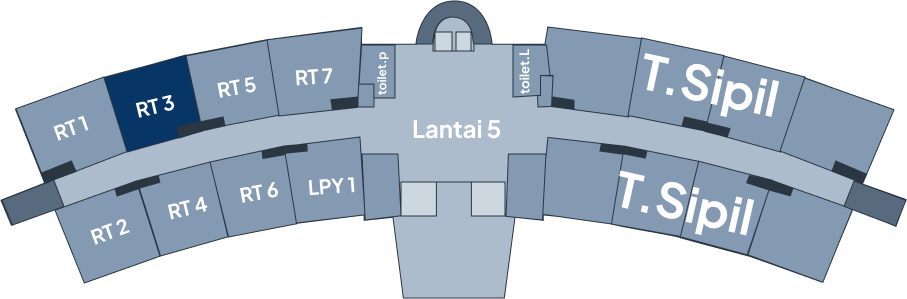 RT 1
RT 3
RT 5
RT 7
toilet.p
toilet.L
T.Sipil
Lantai 5
RT 2
RT 4
RT 6
LPY 1
T.Sipil